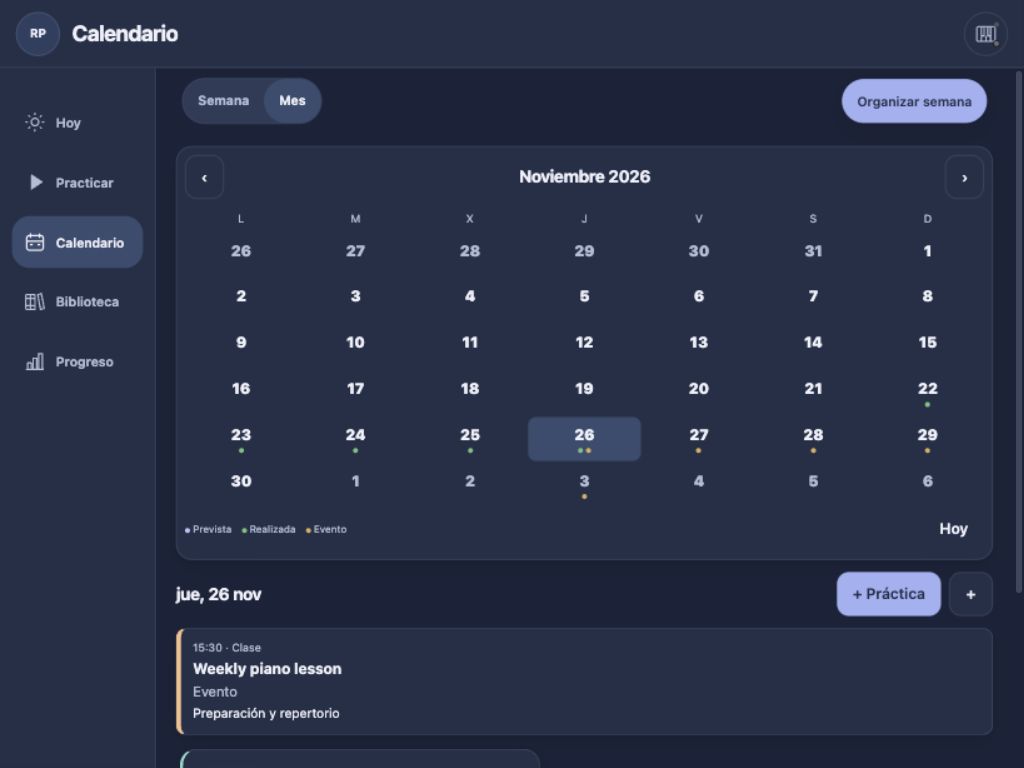 RP
Calendario
Hoy
Practicar
Calendario
Biblioteca
Progreso
Semana Mes
Organizar semana
‹ Noviembre 2026 ›
L M X J V S D
26 27 28 29 30 31 1
2 3 4 5 6 7 8
9 10 11 12 13 14 15
16 17 18 19 20 21 22
23 24 25 26 27 28 29
30 1 2 3 4 5 6
Prevista Realizada Evento
Hoy
jue, 26 nov
+ Práctica
+
15:30 · Clase
Weekly piano lesson
Evento
Preparación y repertorio